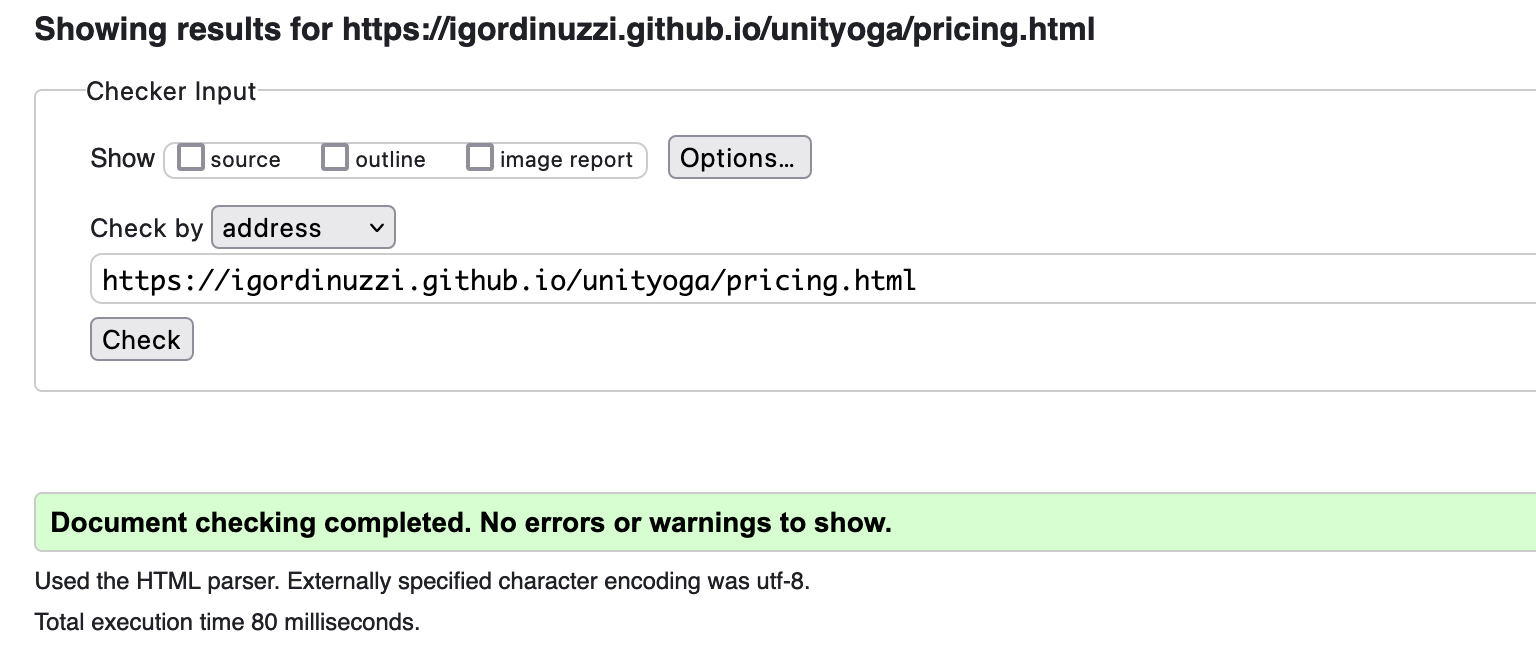 Showing results for https://igordinuzzi.github.io/unityoga/pricing.html
Checker Input
Show source outline image report Options...
Check by address
https://igordinuzzi.github.io/unityoga/pricing.html
Check
Document checking completed. No errors or warnings to show.
Used the HTML parser. Externally specified character encoding was utf-8.
Total execution time 80 milliseconds.